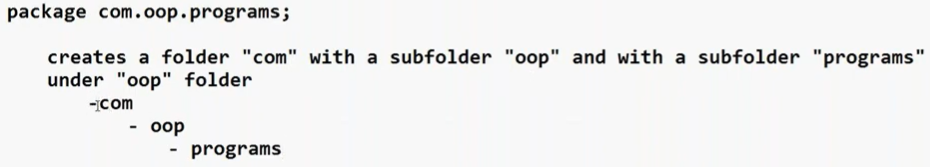 package com.oop.programs;
creates a folder "com" with a subfolder "oop" and with a subfolder "programs"
under "oop" folder
-com
- oop
- programs